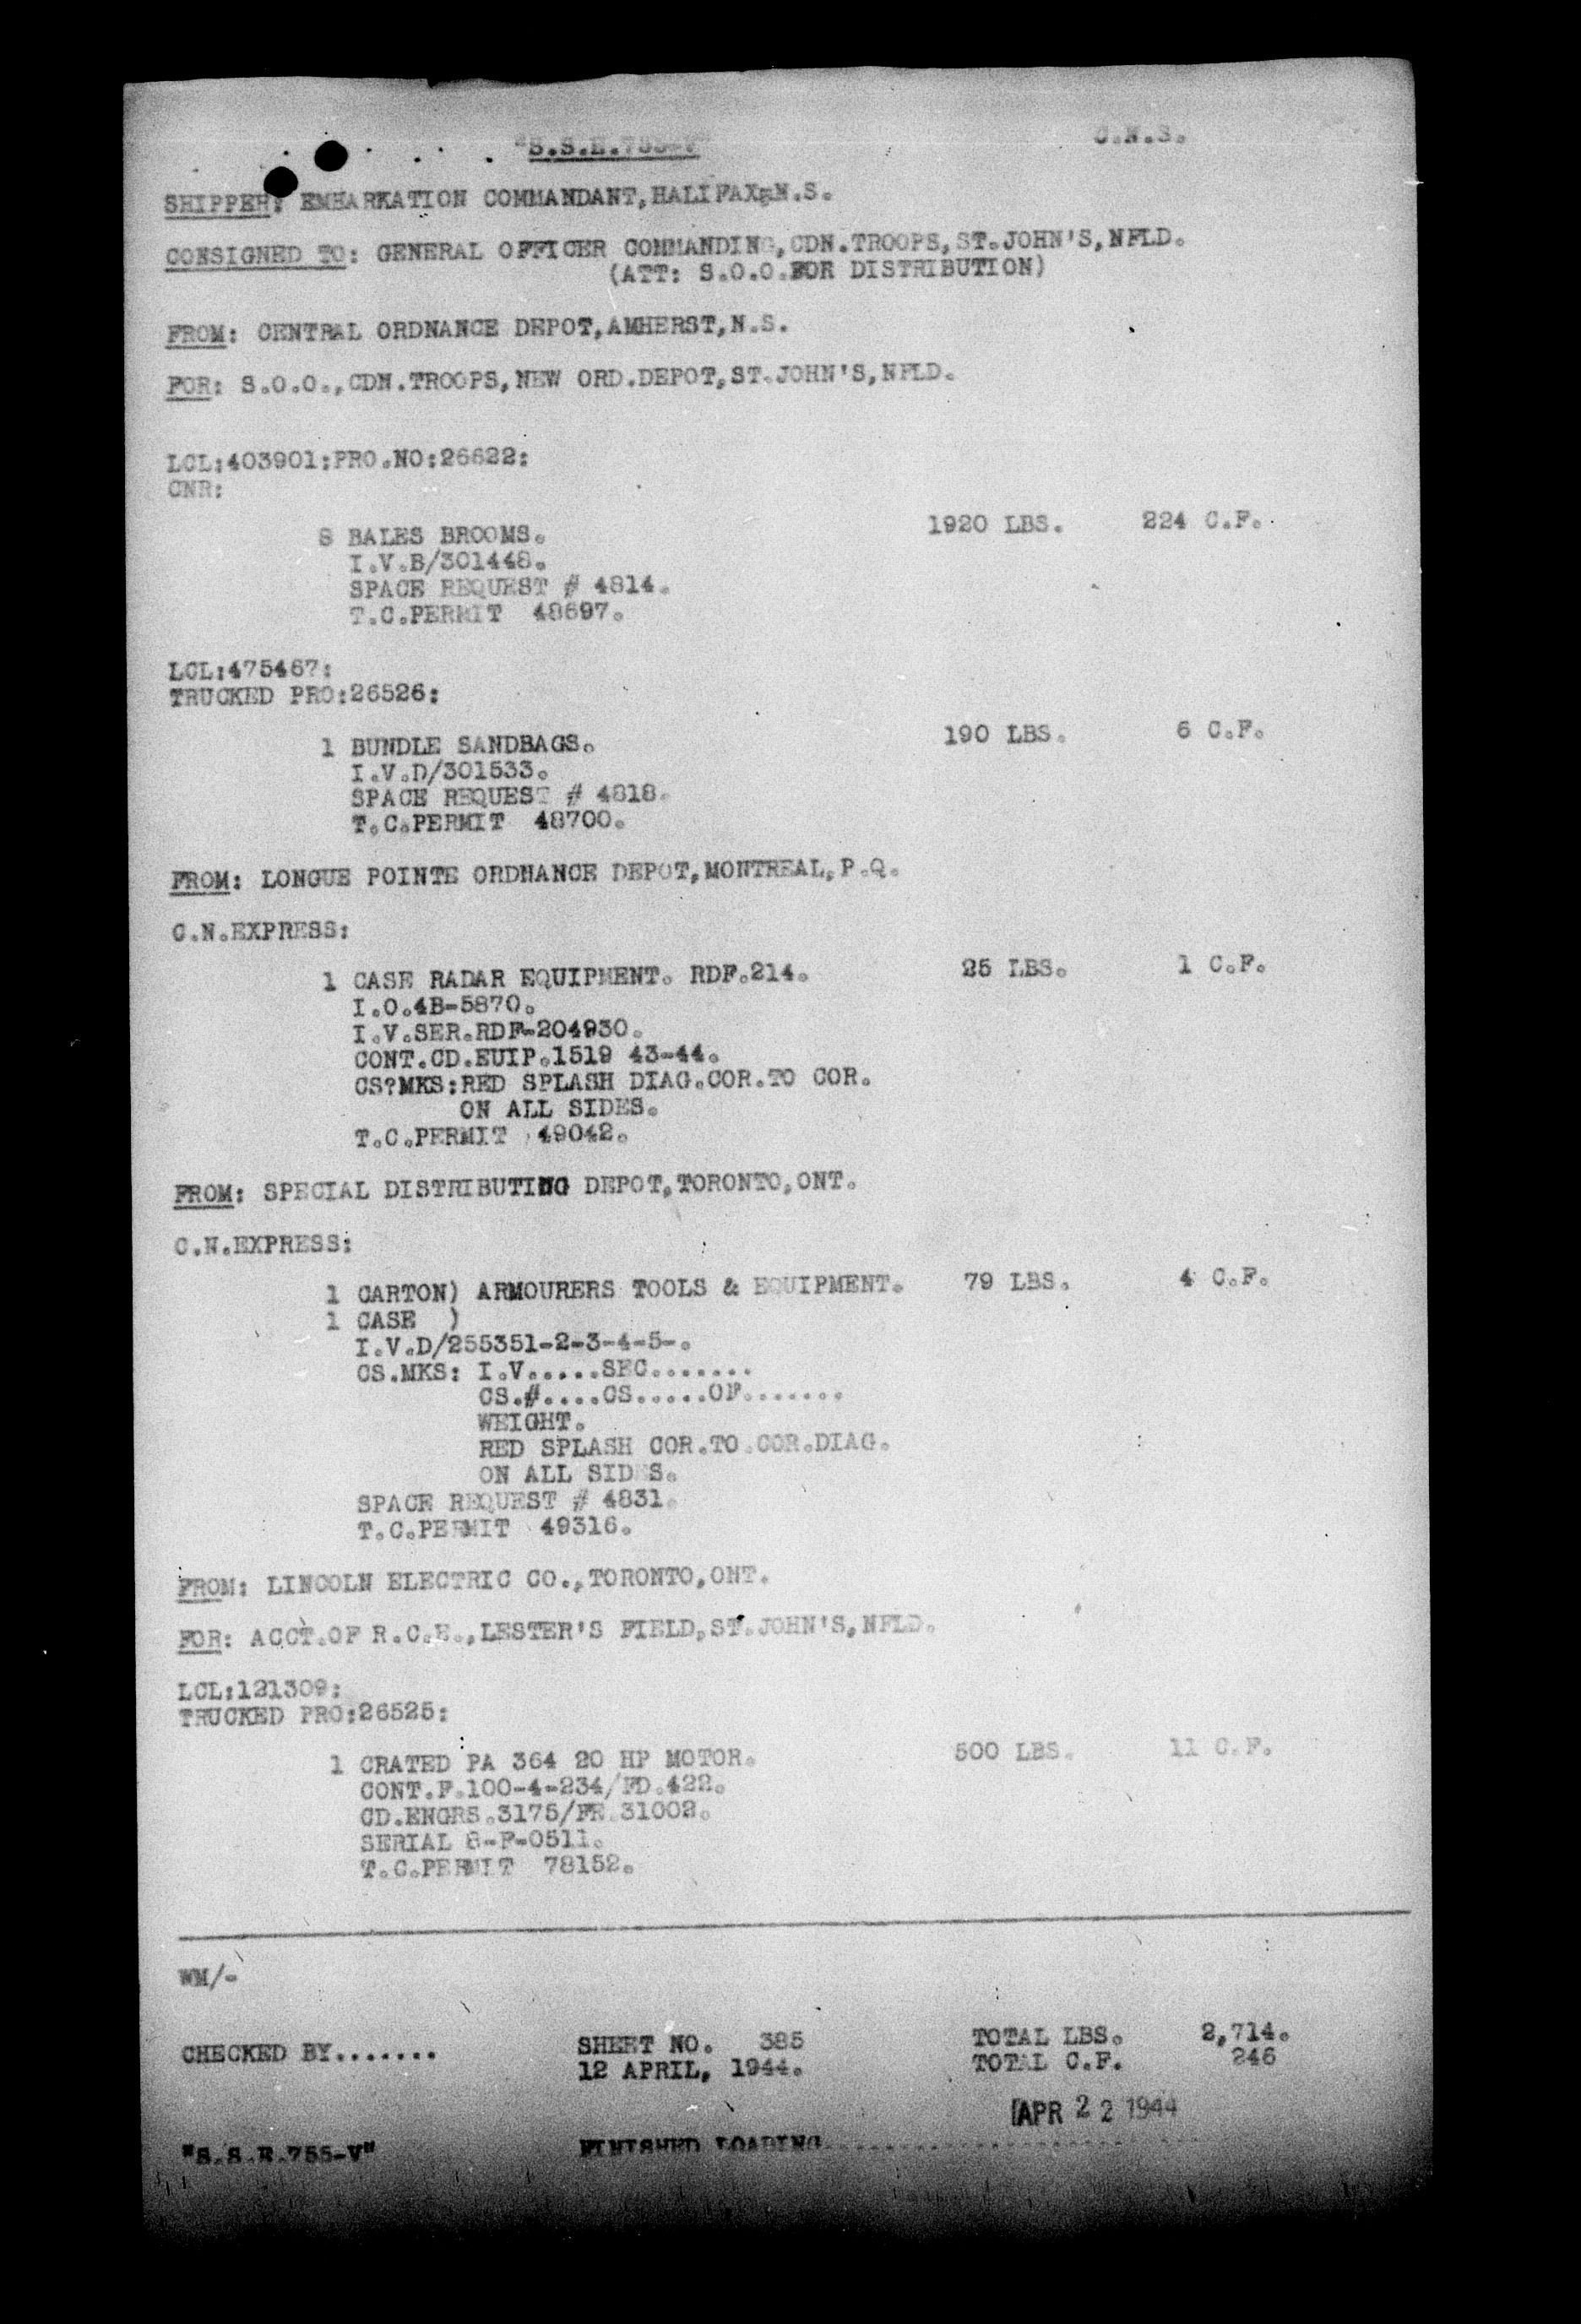 "S.S.R.755-V"
C.N.S.
SHIPPER: EMBARKATION COMMANDANT,HALIFAX,N.S.
CONSIGNED TO: GENERAL OFFICER COMMANDING,CDN.TROOPS,ST.JOHN'S,NFLD.
(ATT: S.O.O.FOR DISTRIBUTION)
FROM: CENTRAL ORDNANCE DEPOT,AMHERST,N.S.
FOR: S.O.O.,CDN.TROOPS,NEW ORD.DEPOT,ST.JOHN'S,NFLD.
LCL:403901:PRO.NO:26622:
CNR:
8 BALES BROOMS. 1920 LBS. 224 C.F.
I.V.B/301448.
SPACE REQUEST # 4814.
T.C.PERMIT 48697.
LCL:475467:
TRUCKED PRO:26526:
1 BUNDLE SANDBAGS. 190 LBS. 6 C.F.
I.V.D/301533.
SPACE REQUEST # 4818.
T.C.PERMIT 48700.
FROM: LONGUE POINTE ORDNANCE DEPOT,MONTREAL,P.Q.
C.N.EXPRESS:
1 CASE RADAR EQUIPMENT. RDF.214. 25 LBS. 1 C.F.
I.O.4B-5870.
I.V.SER.RDF-204930.
CONT.CD.EUIP.1519 43-44.
CS?MKS:RED SPLASH DIAG.COR.TO COR.
ON ALL SIDES.
T.C.PERMIT 49042.
FROM: SPECIAL DISTRIBUTING DEPOT,TORONTO,ONT.
C.N.EXPRESS:
1 CARTON) ARMOURERS TOOLS & EQUIPMENT. 79 LBS. 4 C.F.
1 CASE )
I.V.D/255351-2-3-4-5-.
CS.MKS: I.V.....SEC.......
CS.#....CS.....OF.......
WEIGHT.
RED SPLASH COR.TO COR.DIAG.
ON ALL SIDES.
SPACE REQUEST # 4831.
T.C.PERMIT 49316.
FROM: LINCOLN ELECTRIC CO.,TORONTO,ONT.
FOR: ACCT.OF R.C.E.,LESTER'S FIELD,ST.JOHN'S,NFLD.
LCL:121309:
TRUCKED PRO:26525:
1 CRATED PA 364 20 HP MOTOR. 500 LBS. 11 C.F.
CONT.F.100-4-234/FD.422.
CD.ENGRS.3175/FE.31002.
SERIAL 8-F-0511.
T.C.PERMIT 78152.
WM/-
CHECKED BY.......
SHEET NO. 385
12 APRIL, 1944.
TOTAL LBS. 2,714.
TOTAL C.F. 246
APR 22 1944
"S.S.R.755-V"
FINISHED LOADING....................